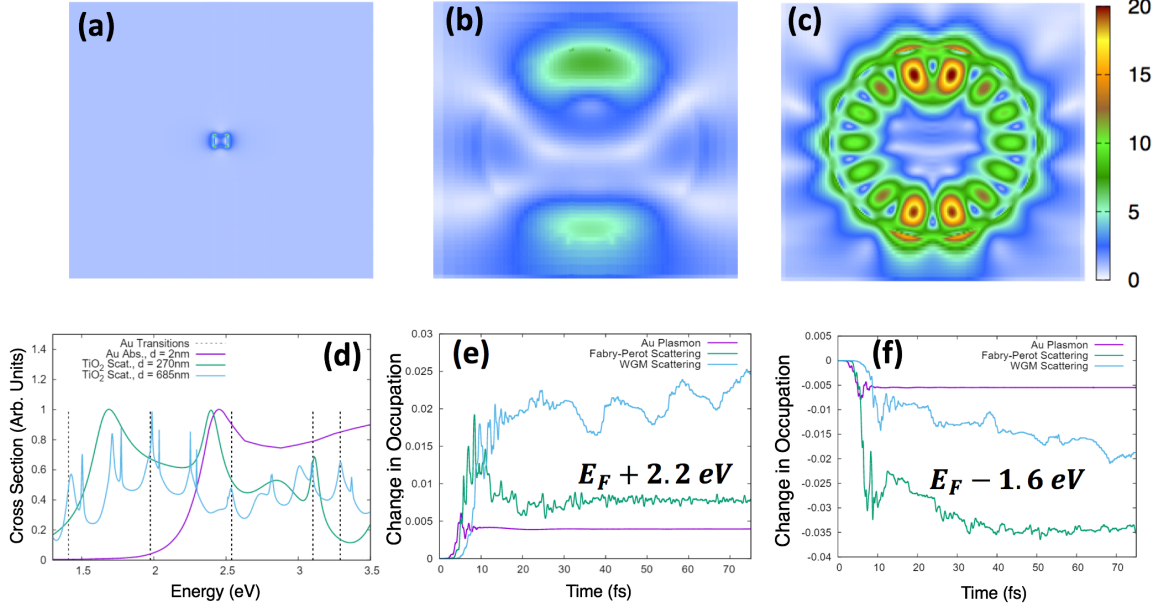 (a)
(b)
(c)
20
15
10
5
0
(d)
Au Transitions
Au Abs., d = 2nm
TiO2 Scat., d = 270nm
TiO2 Scat., d = 685nm
1.4
1.2
1
0.8
0.6
0.4
0.2
0
1.5
2
2.5
3
3.5
Cross Section (Arb. Units)
Energy (eV)
(e)
Au Plasmon
Fabry-Perot Scattering
WGM Scattering
0.03
0.025
0.02
0.015
0.01
0.005
0
0
10
20
30
40
50
60
70
Change in Occupation
Time (fs)
EF + 2.2 eV
(f)
Au Plasmon
Fabry-Perot Scattering
WGM Scattering
0.005
0
-0.005
-0.01
-0.015
-0.02
-0.025
-0.03
-0.035
-0.04
0
10
20
30
40
50
60
70
Change in Occupation
Time (fs)
EF − 1.6 eV